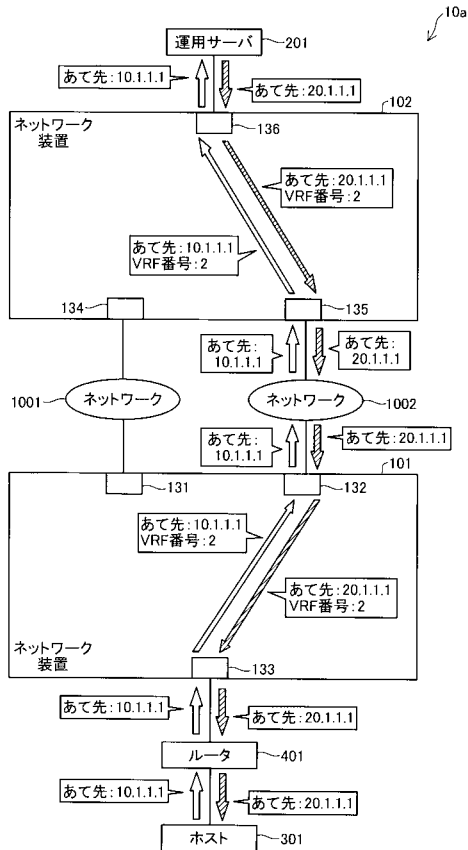 10a
運用サーバ
201
あて先:10.1.1.1
あて先:20.1.1.1
102
ネットワーク
装置
136
あて先:20.1.1.1
VRF番号:2
あて先:10.1.1.1
VRF番号:2
134
135
あて先:
10.1.1.1
あて先:
20.1.1.1
1001
ネットワーク
ネットワーク
1002
あて先:
10.1.1.1
あて先:20.1.1.1
101
131
132
あて先:10.1.1.1
VRF番号:2
あて先:20.1.1.1
VRF番号:2
ネットワーク
装置
133
あて先:10.1.1.1
あて先:20.1.1.1
ルータ
401
あて先:10.1.1.1
あて先:20.1.1.1
ホスト
301